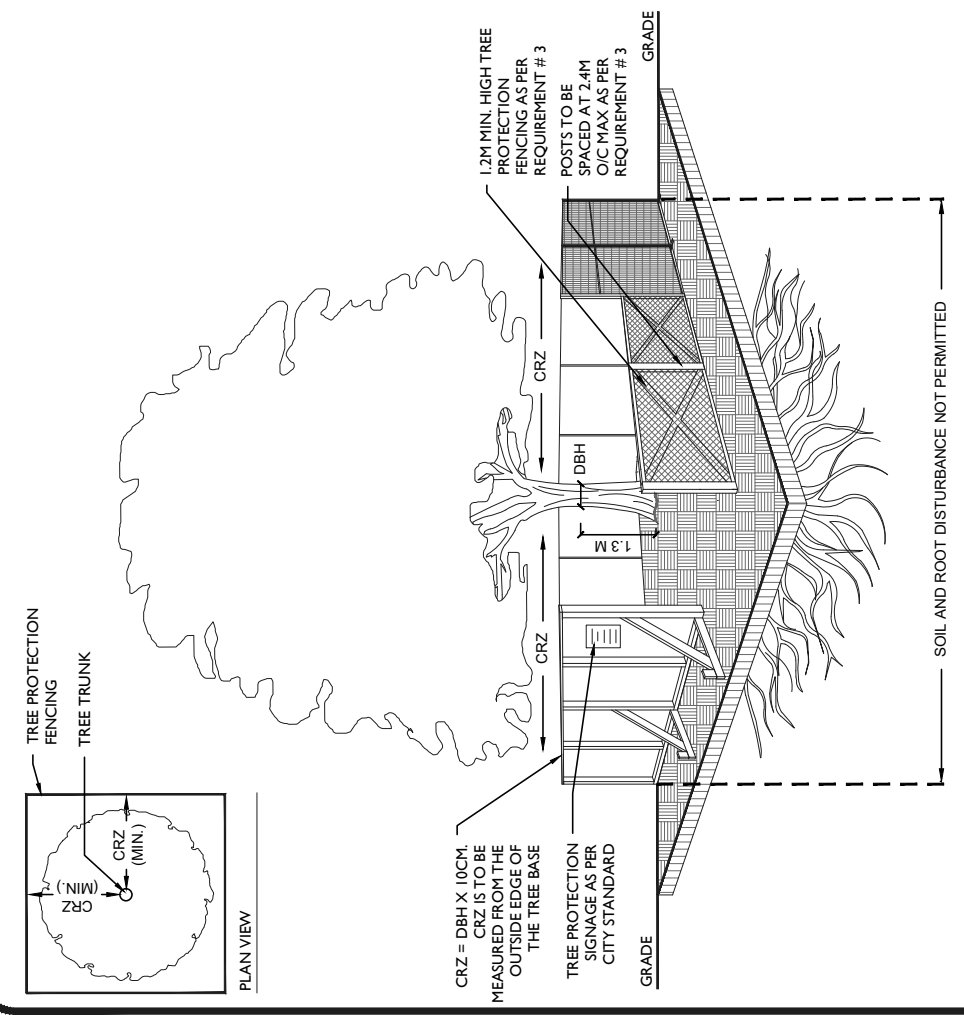 TREE PROTECTION
FENCING
TREE TRUNK
CRZ
(MIN.)
CRZ
(MIN.)
PLAN VIEW
CRZ = DBH X 10CM.
CRZ IS TO BE
MEASURED FROM THE
OUTSIDE EDGE OF
THE TREE BASE
TREE PROTECTION
SIGNAGE AS PER
CITY STANDARD
GRADE
CRZ
CRZ
DBH
1.3 M
1.2M MIN. HIGH TREE
PROTECTION
FENCING AS PER
REQUIREMENT # 3
POSTS TO BE
SPACED AT 2.4M
O/C MAX AS PER
REQUIREMENT # 3
GRADE
SOIL AND ROOT DISTURBANCE NOT PERMITTED